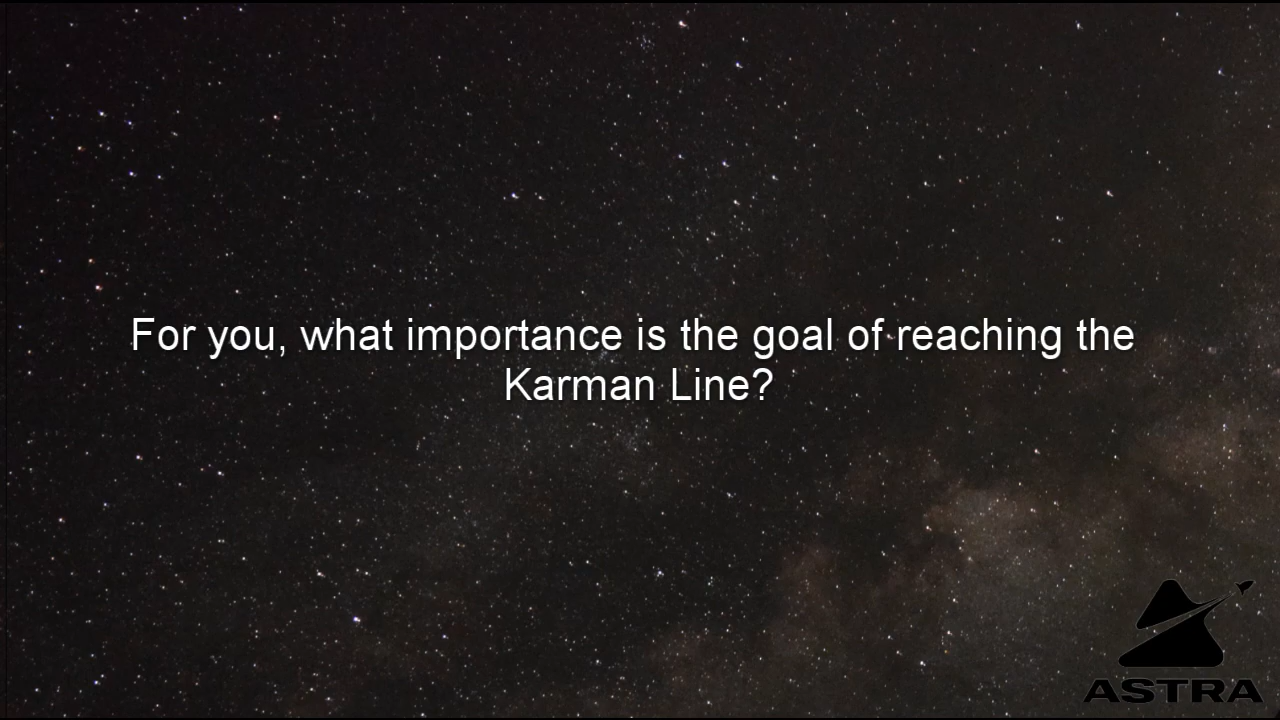 For you, what importance is the goal of reaching the
Karman Line?
ASTRA